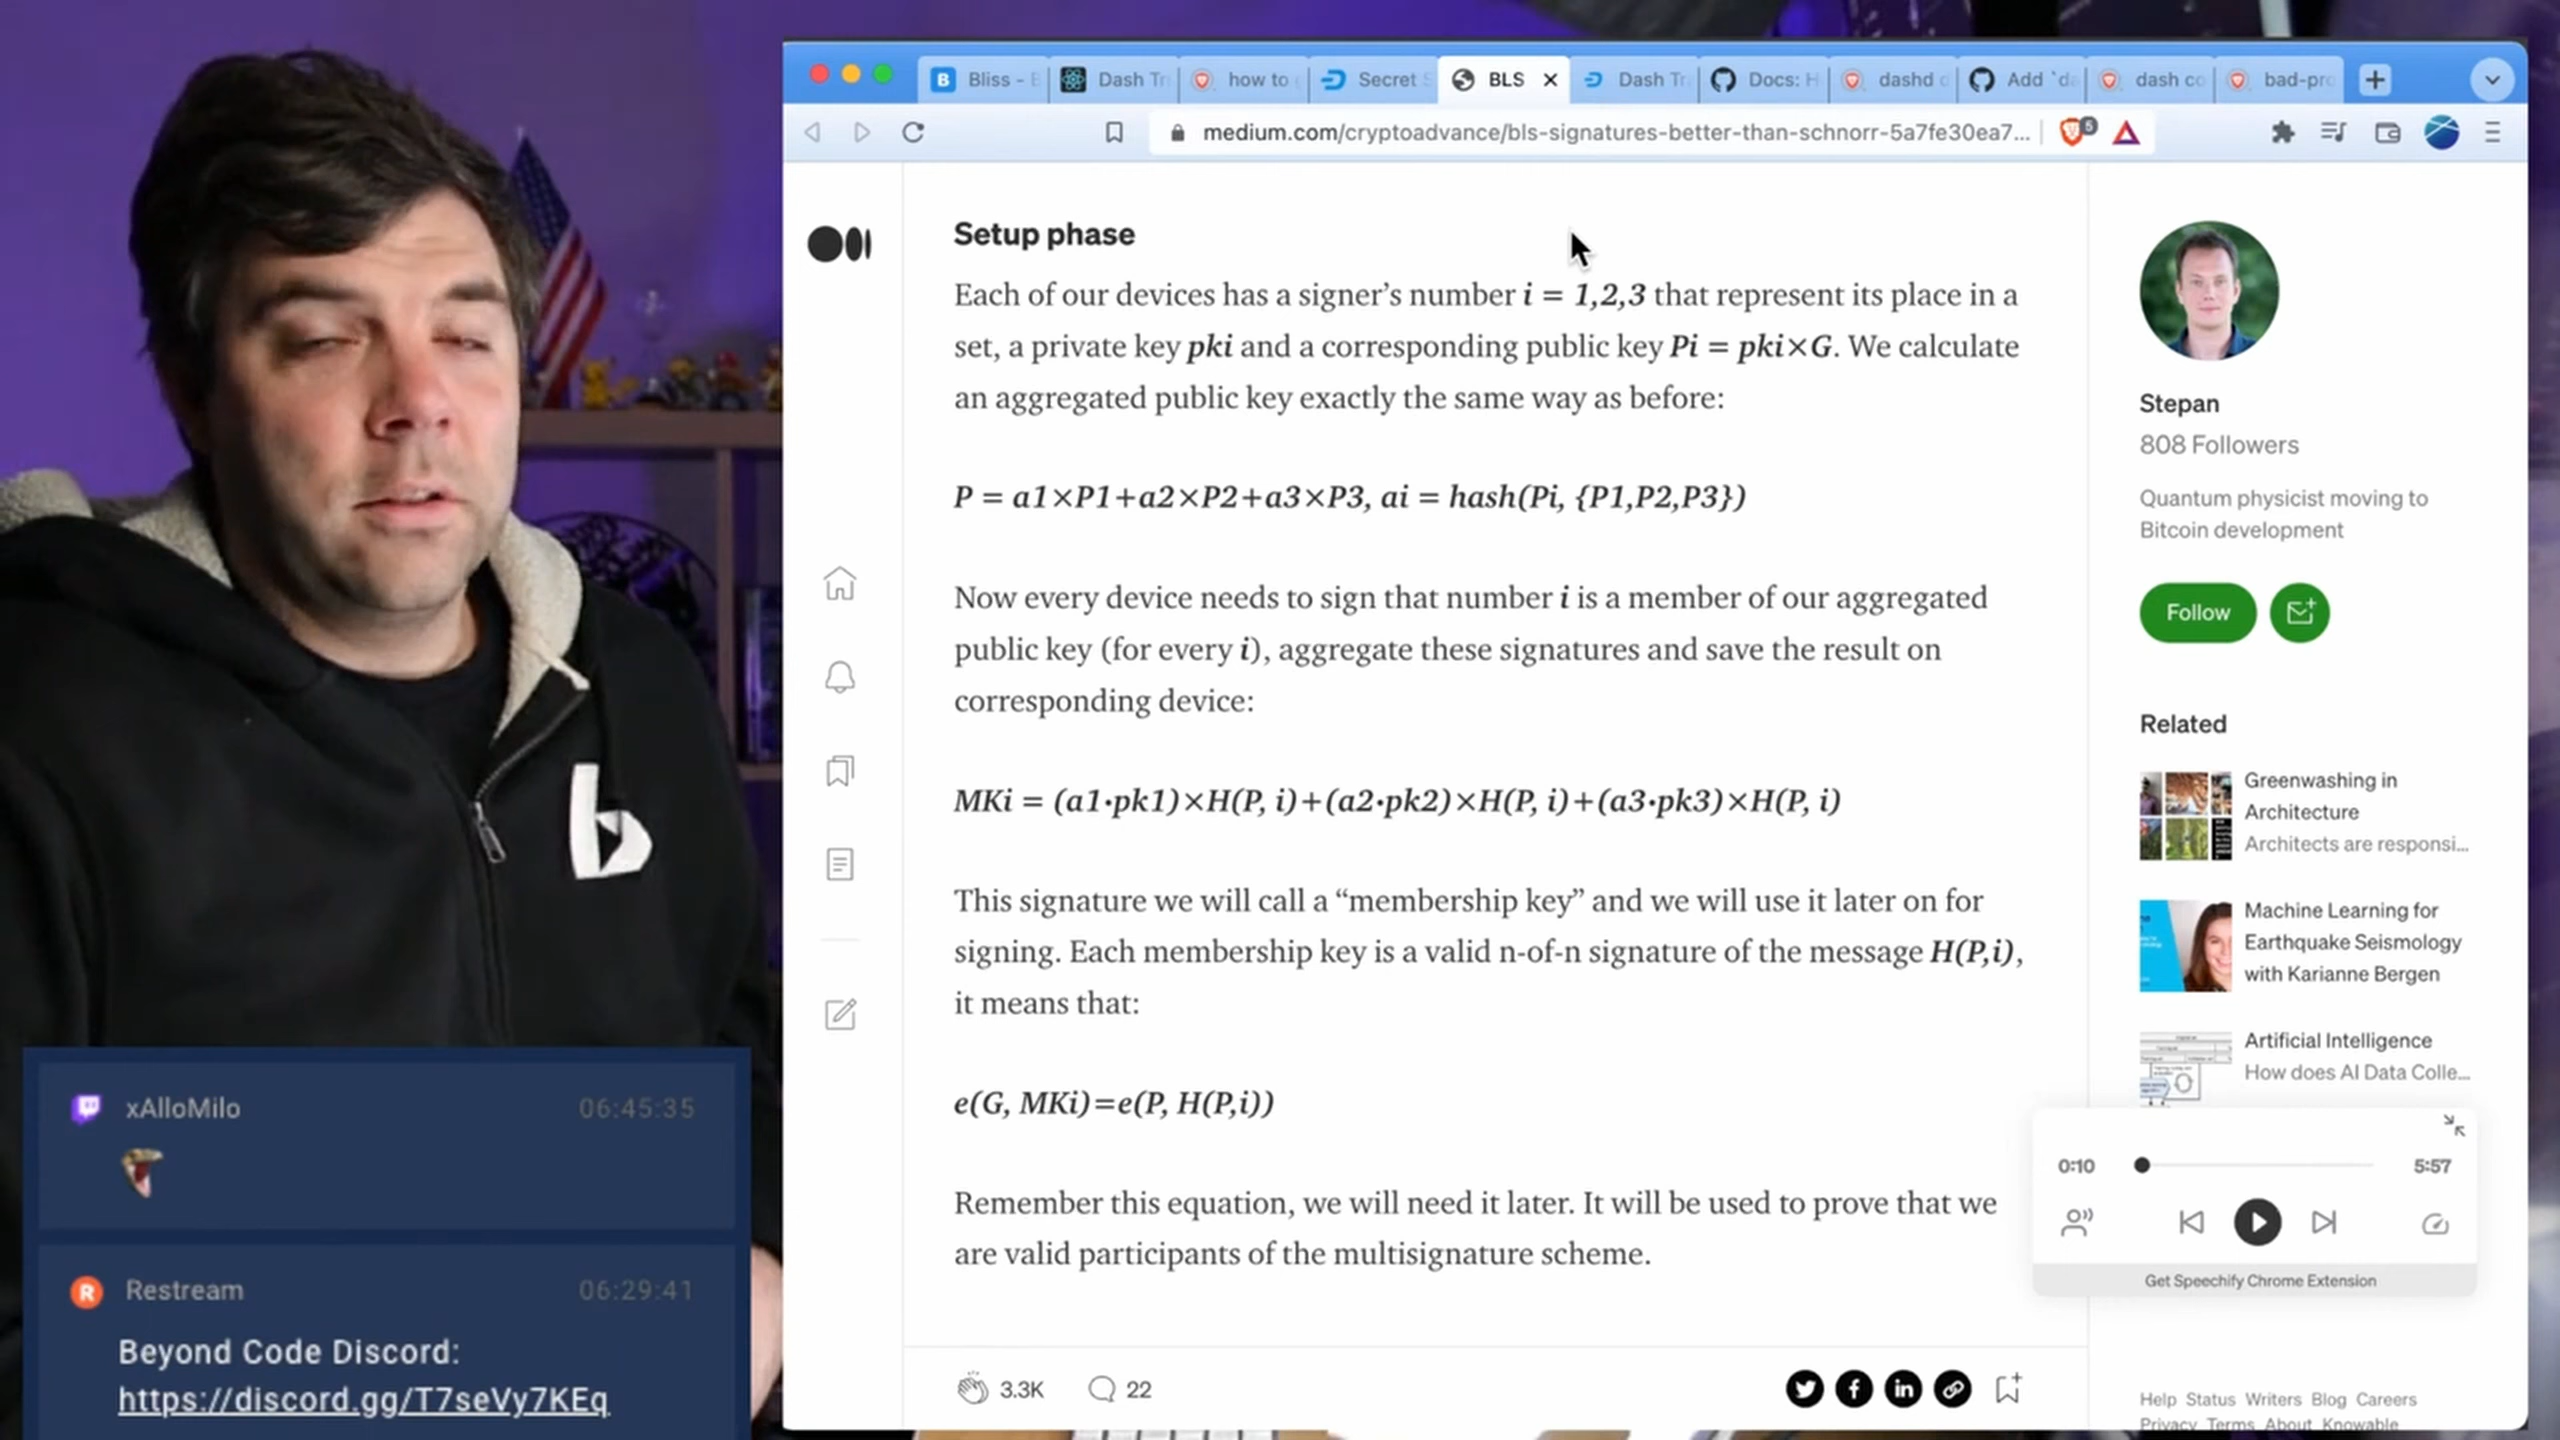 Bliss - B
Dash Tr
how to
Secret S
BLS
Dash Tr
Docs: H
dashd
Add `da
dash co
bad-pro
medium.com/cryptoadvance/bls-signatures-better-than-schnorr-5a7fe30ea7...
5
Setup phase
Each of our devices has a signer’s number i = 1,2,3 that represent its place in a
set, a private key pki and a corresponding public key Pi = pki×G. We calculate
an aggregated public key exactly the same way as before:
P = a1×P1+a2×P2+a3×P3, ai = hash(Pi, {P1,P2,P3})
Now every device needs to sign that number i is a member of our aggregated
public key (for every i), aggregate these signatures and save the result on
corresponding device:
MKi = (a1⋅pk1)×H(P, i)+(a2⋅pk2)×H(P, i)+(a3⋅pk3)×H(P, i)
This signature we will call a “membership key” and we will use it later on for
signing. Each membership key is a valid n-of-n signature of the message H(P,i),
it means that:
e(G, MKi)=e(P, H(P,i))
Remember this equation, we will need it later. It will be used to prove that we
are valid participants of the multisignature scheme.
3.3K
22
Stepan
808 Followers
Quantum physicist moving to
Bitcoin development
Follow
Related
Greenwashing in
Architecture
Architects are responsi...
Machine Learning for
Earthquake Seismology
with Karianne Bergen
Artificial Intelligence
How does AI Data Colle...
0:10
5:57
Get Speechify Chrome Extension
Help Status Writers Blog Careers
Privacy Terms About Knowable
xAlloMilo 06:45:35
Restream 06:29:41
Beyond Code Discord:
https://discord.gg/T7seVy7KEq